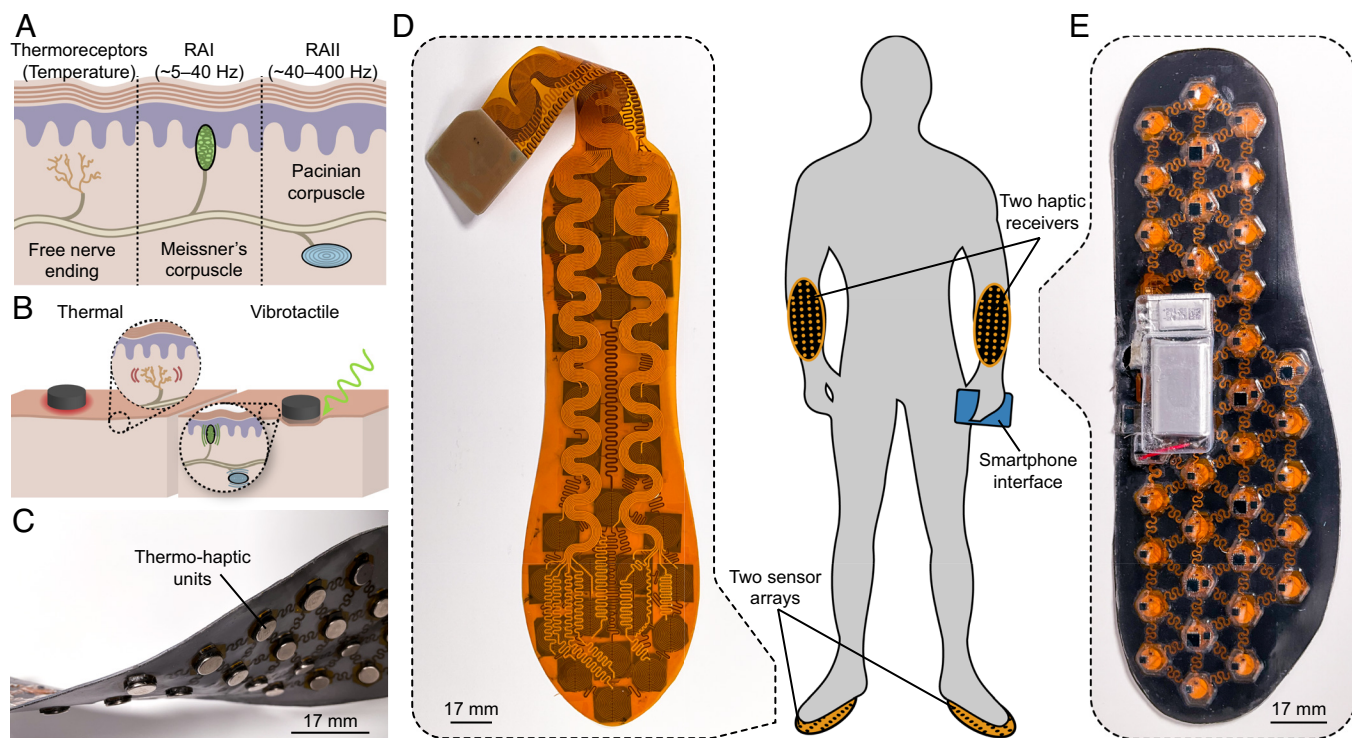 A
Thermoreceptors
(Temperature)
RAI
(~5–40 Hz)
RAII
(~40–400 Hz)
Free nerve
ending
Meissner's
corpuscle
Pacinian
corpuscle
B
Thermal
Vibrotactile
C
Thermo-haptic
units
17 mm
D
17 mm
Two haptic
receivers
Smartphone
interface
Two sensor
arrays
E
17 mm